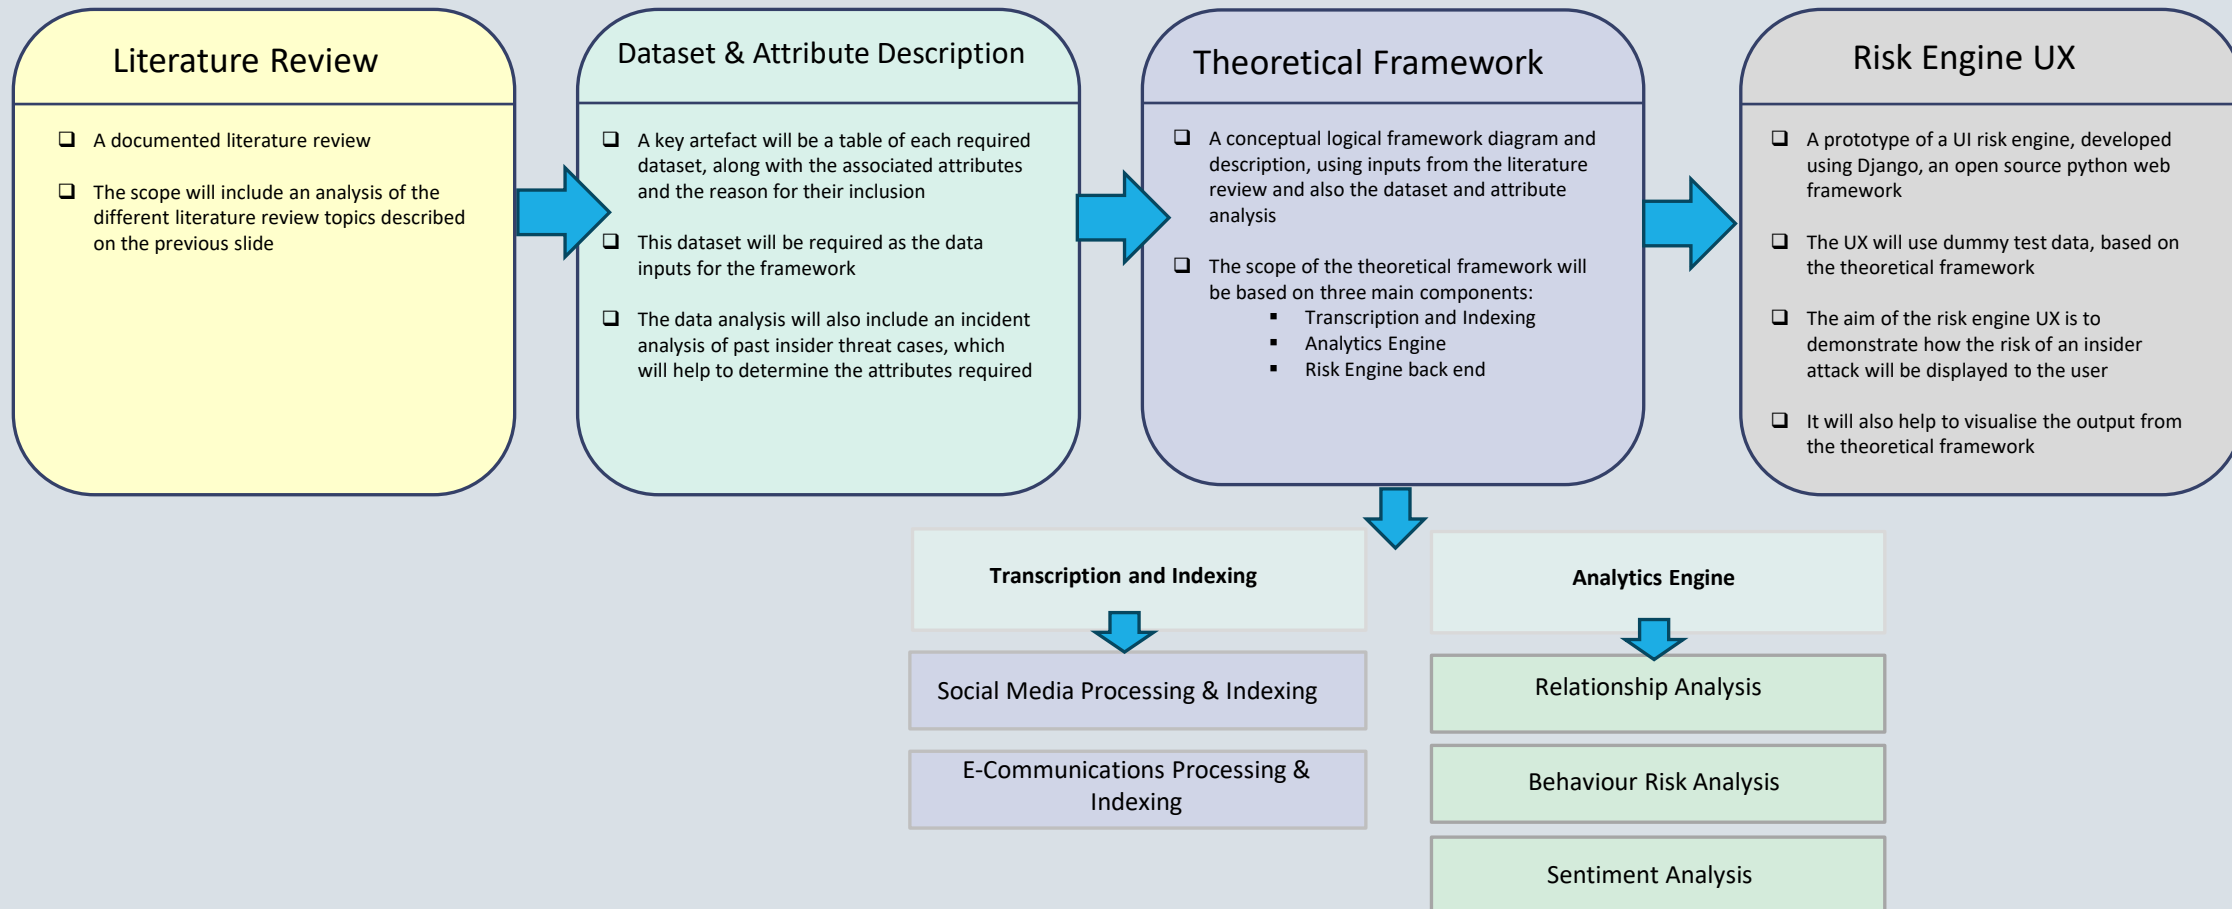 Literature Review
❑ A documented literature review
❑ The scope will include an analysis of the
different literature review topics described
on the previous slide
Dataset & Attribute Description
❑ A key artefact will be a table of each required
dataset, along with the associated attributes
and the reason for their inclusion
❑ This dataset will be required as the data
inputs for the framework
❑ The data analysis will also include an incident
analysis of past insider threat cases, which
will help to determine the attributes required
Theoretical Framework
❑ A conceptual logical framework diagram and
description, using inputs from the literature
review and also the dataset and attribute
analysis
❑ The scope of the theoretical framework will
be based on three main components:
▪ Transcription and Indexing
▪ Analytics Engine
▪ Risk Engine back end
Risk Engine UX
❑ A prototype of a UI risk engine, developed
using Django, an open source python web
framework
❑ The UX will use dummy test data, based on
the theoretical framework
❑ The aim of the risk engine UX is to
demonstrate how the risk of an insider
attack will be displayed to the user
❑ It will also help to visualise the output from
the theoretical framework
Transcription and Indexing
Social Media Processing & Indexing
E-Communications Processing &
Indexing
Analytics Engine
Relationship Analysis
Behaviour Risk Analysis
Sentiment Analysis